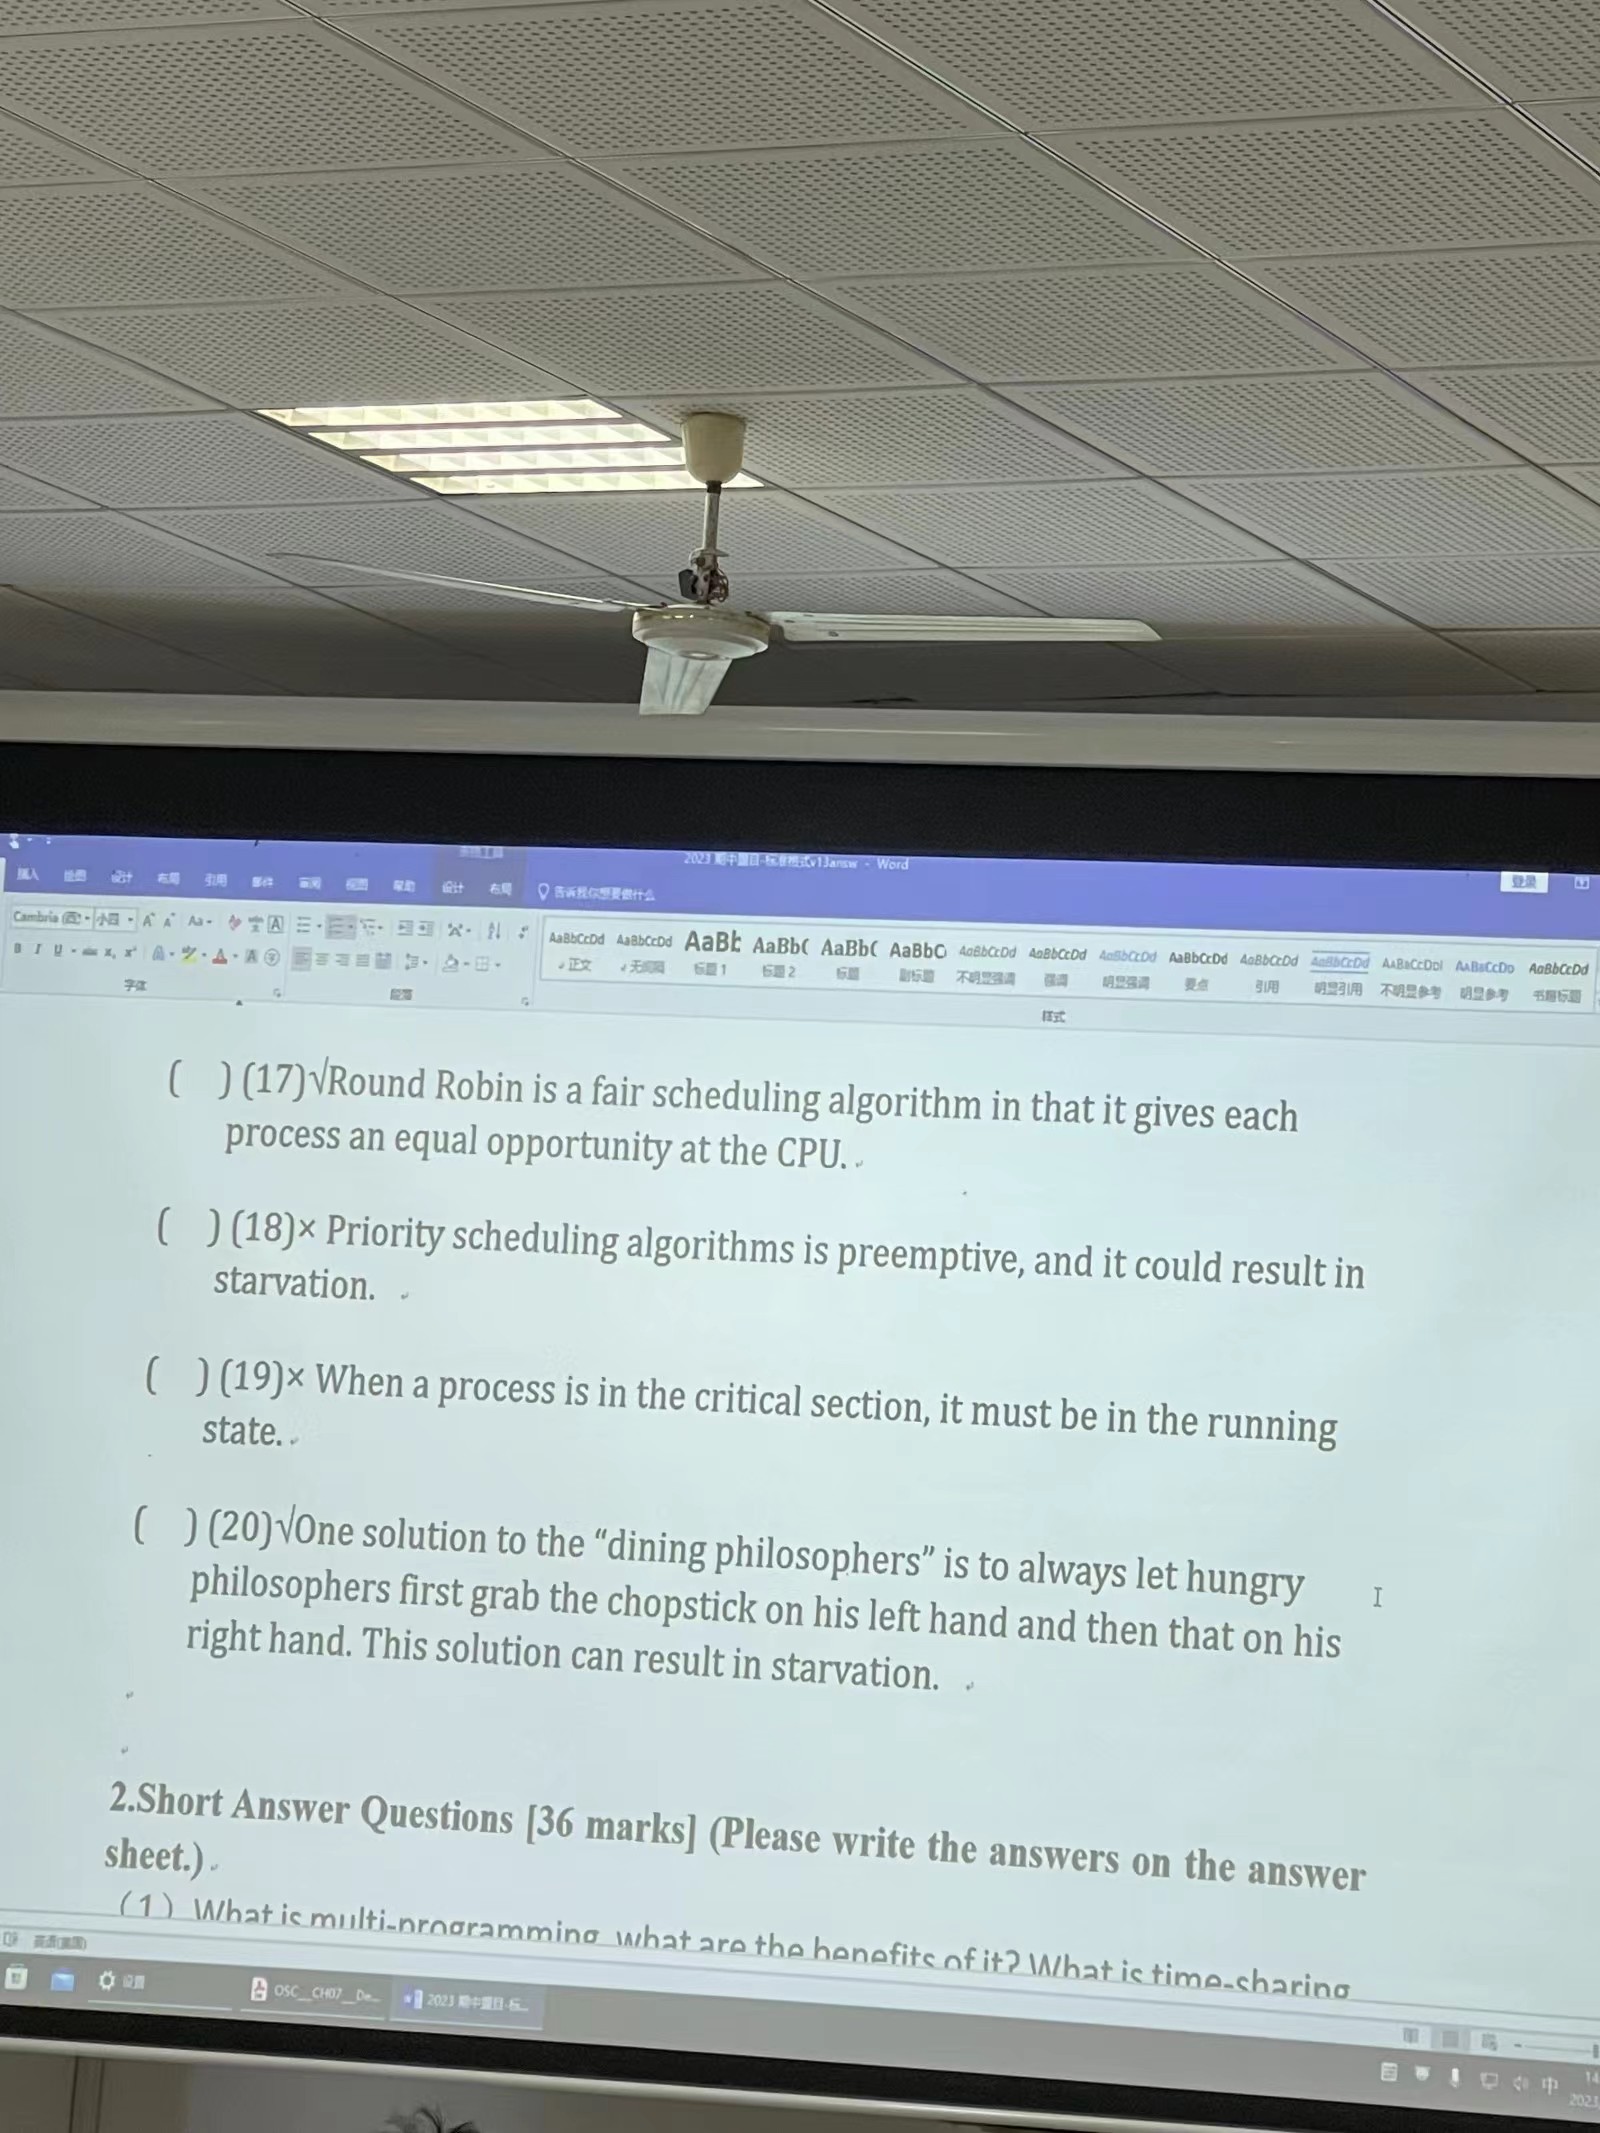 2023 期中题目-标准格式v13answ - Word
登录
插入 绘图 设计 布局 引用 邮件 审阅 视图 帮助 设计 布局 告诉我你想要做什么
Cambria (西 小四 A A Aa
AaBbCcDd AaBbCcDd AaBb AaBb( AaBb( AaBbC AaBbCcDd AaBbCcDd AaBbCcDd AaBbCcDd AaBbCcDd AaBbCcDd AaBbCcDd AaBbCcDd AaBbCcDd
B I U abc x, x²
正文 无间隔 标题 1 标题 2 标题 副标题 不明显强调 强调 明显强调 要点 引用 明显引用 不明显参考 明显参考 书籍标题
字体 段落 样式
( ) (17)√Round Robin is a fair scheduling algorithm in that it gives each
process an equal opportunity at the CPU.
( ) (18)× Priority scheduling algorithms is preemptive, and it could result in
starvation.
( ) (19)× When a process is in the critical section, it must be in the running
state.
( ) (20)√One solution to the “dining philosophers” is to always let hungry
philosophers first grab the chopstick on his left hand and then that on his
right hand. This solution can result in starvation.
2.Short Answer Questions [36 marks] (Please write the answers on the answer
sheet.)
（1）What is multi-programming, what are the benefits of it? What is time-sharing
英语(美国)
设置 OSC_CH07_De... 2023 期中题目-标...
中 14
2023